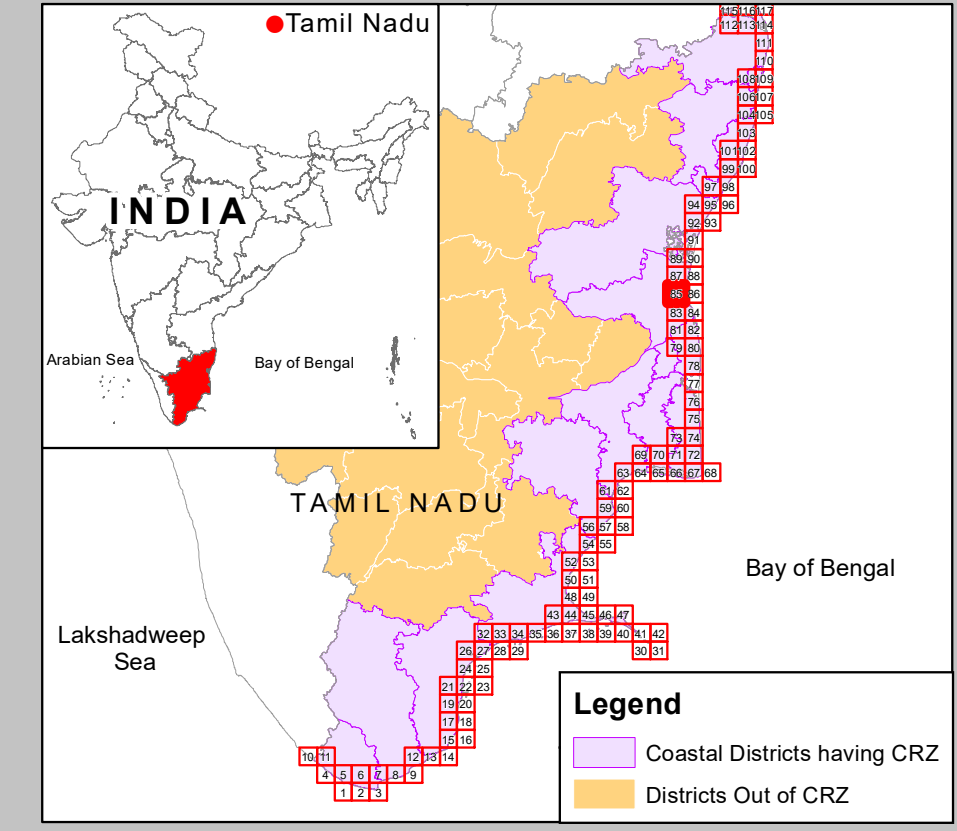 Tamil Nadu
INDIA
Arabian Sea
Bay of Bengal
115 116 117
112 113 114
111
110
108 109
106 107
104 105
103
101 102
99 100
97 98
94 95 96
92 93
91
89 90
87 88
85 86
83 84
81 82
79 80
78
77
76
75
73 74
69 70 71 72
63 64 65 66 67 68
61 62
TAMIL NADU
59 60
56 57 58
54 55
52 53
Bay of Bengal
50 51
48 49
43 44 45 46 47
32 33 34 35 36 37 38 39 40 41 42
Lakshadweep
Sea
26 27 28 29 30 31
24 25
21 22 23
19 20
17 18
15 16
10 11 12 13 14
4 5 6 7 8 9
1 2 3
Legend
Coastal Districts having CRZ
Districts Out of CRZ